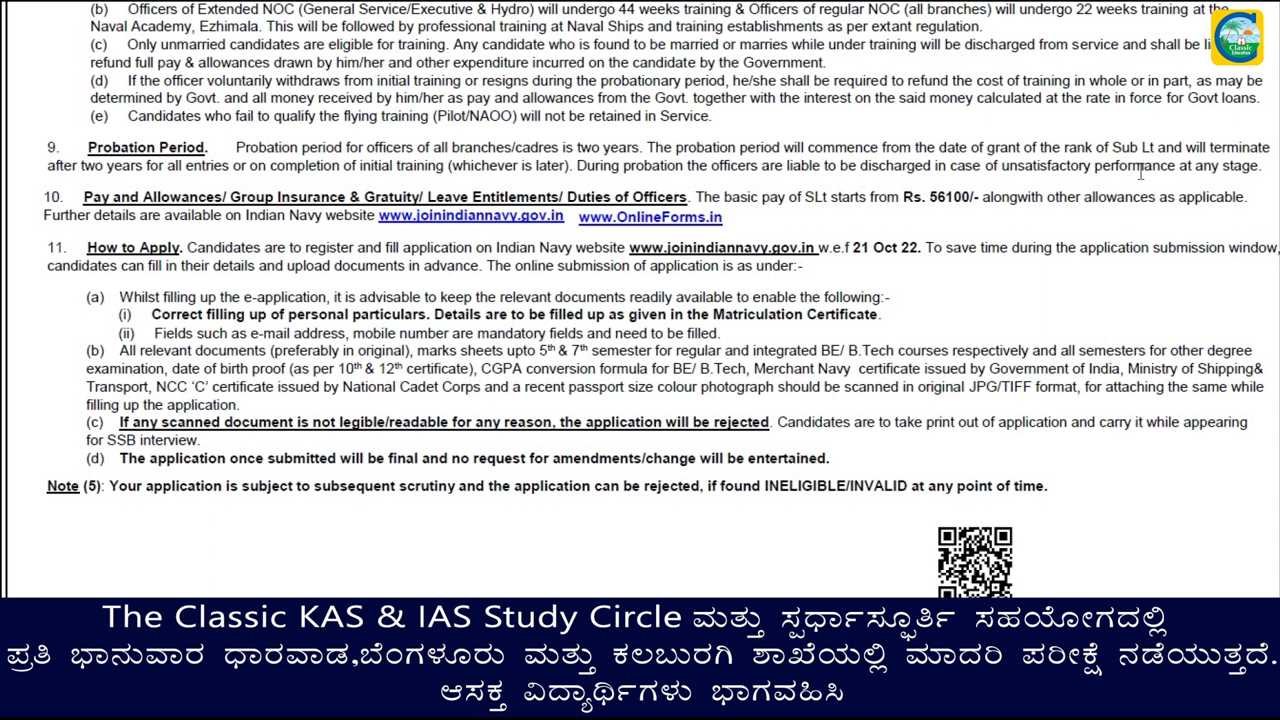 (b) Officers of Extended NOC (General Service/Executive & Hydro) will undergo 44 weeks training & Officers of regular NOC (all branches) will undergo 22 weeks training at the
Naval Academy, Ezhimala. This will be followed by professional training at Naval Ships and training establishments as per extant regulation.
(c) Only unmarried candidates are eligible for training. Any candidate who is found to be married or marries while under training will be discharged from service and shall be
refund full pay & allowances drawn by him/her and other expenditure incurred on the candidate by the Government.
(d) If the officer voluntarily withdraws from initial training or resigns during the probationary period, he/she shall be required to refund the cost of training in whole or in part, as may be
determined by Govt. and all money received by him/her as pay and allowances from the Govt. together with the interest on the said money calculated at the rate in force for Govt loans.
(e) Candidates who fail to qualify the flying training (Pilot/NAOO) will not be retained in Service.
9. Probation Period. Probation period for officers of all branches/cadres is two years. The probation period will commence from the date of grant of the rank of Sub Lt and will terminate
after two years for all entries or on completion of initial training (whichever is later). During probation the officers are liable to be discharged in case of unsatisfactory performance at any stage.
10. Pay and Allowances/ Group Insurance & Gratuity/ Leave Entitlements/ Duties of Officers. The basic pay of SLt starts from Rs. 56100/- alongwith other allowances as applicable.
Further details are available on Indian Navy website www.joinindiannavy.gov.in www.OnlineForms.in
11. How to Apply. Candidates are to register and fill application on Indian Navy website www.joinindiannavy.gov.in w.e.f 21 Oct 22. To save time during the application submission window,
candidates can fill in their details and upload documents in advance. The online submission of application is as under:-
(a) Whilst filling up the e-application, it is advisable to keep the relevant documents readily available to enable the following:-
(i) Correct filling up of personal particulars. Details are to be filled up as given in the Matriculation Certificate.
(ii) Fields such as e-mail address, mobile number are mandatory fields and need to be filled.
(b) All relevant documents (preferably in original), marks sheets upto 5th & 7th semester for regular and integrated BE/ B.Tech courses respectively and all semesters for other degree
examination, date of birth proof (as per 10th & 12th certificate), CGPA conversion formula for BE/ B.Tech, Merchant Navy certificate issued by Government of India, Ministry of Shipping&
Transport, NCC ‘C’ certificate issued by National Cadet Corps and a recent passport size colour photograph should be scanned in original JPG/TIFF format, for attaching the same while
filling up the application.
(c) If any scanned document is not legible/readable for any reason, the application will be rejected. Candidates are to take print out of application and carry it while appearing
for SSB interview.
(d) The application once submitted will be final and no request for amendments/change will be entertained.
Note (5): Your application is subject to subsequent scrutiny and the application can be rejected, if found INELIGIBLE/INVALID at any point of time.
Classic
Education
The Classic KAS & IAS Study Circle ಮತ್ತು ಸ್ಪರ್ಧಾಸ್ಫೂರ್ತಿ ಸಹಯೋಗದಲ್ಲಿ
ಪ್ರತಿ ಭಾನುವಾರ ಧಾರವಾಡ,ಬೆಂಗಳೂರು ಮತ್ತು ಕಲಬುರಗಿ ಶಾಖೆಯಲ್ಲಿ ಮಾದರಿ ಪರೀಕ್ಷೆ ನಡೆಯುತ್ತದೆ.
ಆಸಕ್ತ ವಿದ್ಯಾರ್ಥಿಗಳು ಭಾಗವಹಿಸಿ